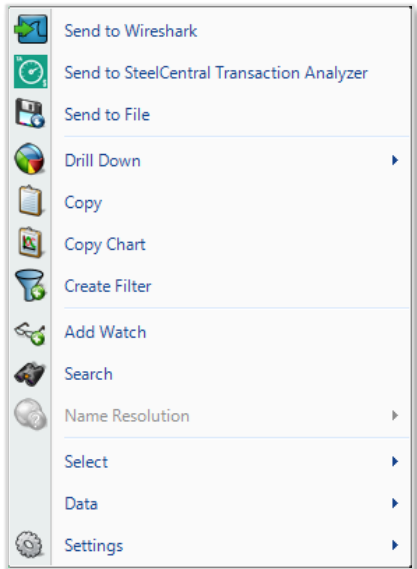 Send to Wireshark
Send to SteelCentral Transaction Analyzer
Send to File
Drill Down
Copy
Copy Chart
Create Filter
Add Watch
Search
Name Resolution
Select
Data
Settings